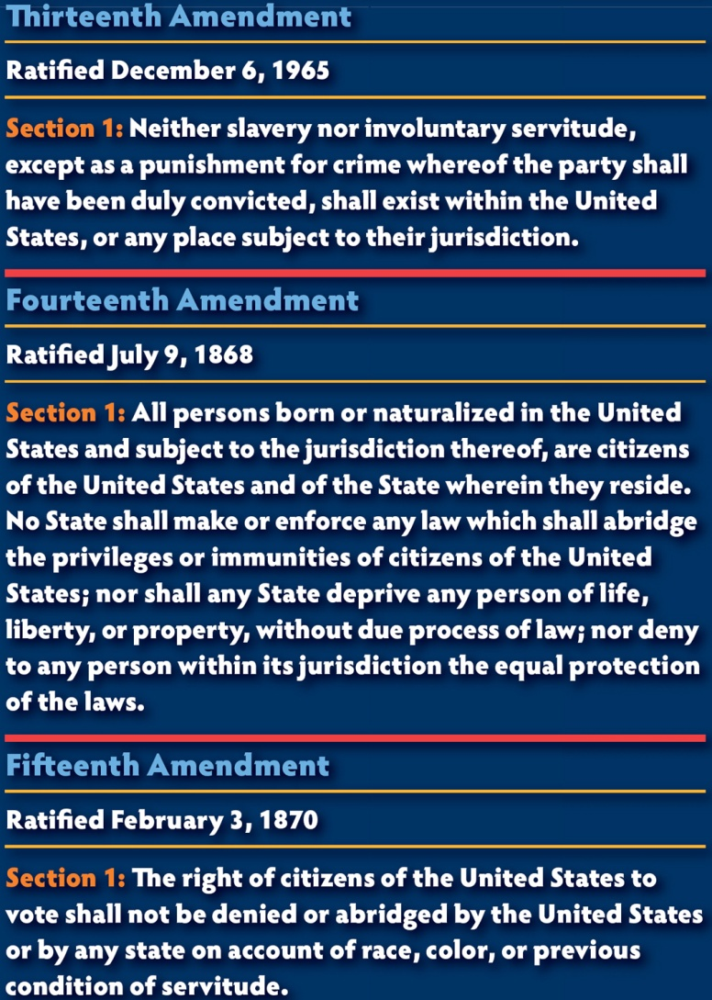 Thirteenth Amendment
Ratified December 6, 1965
Section 1: Neither slavery nor involuntary servitude,
except as a punishment for crime whereof the party shall
have been duly convicted, shall exist within the United
States, or any place subject to their jurisdiction.
Fourteenth Amendment
Ratified July 9, 1868
Section 1: All persons born or naturalized in the United
States and subject to the jurisdiction thereof, are citizens
of the United States and of the State wherein they reside.
No State shall make or enforce any law which shall abridge
the privileges or immunities of citizens of the United
States; nor shall any State deprive any person of life,
liberty, or property, without due process of law; nor deny
to any person within its jurisdiction the equal protection
of the laws.
Fifteenth Amendment
Ratified February 3, 1870
Section 1: The right of citizens of the United States to
vote shall not be denied or abridged by the United States
or by any state on account of race, color, or previous
condition of servitude.